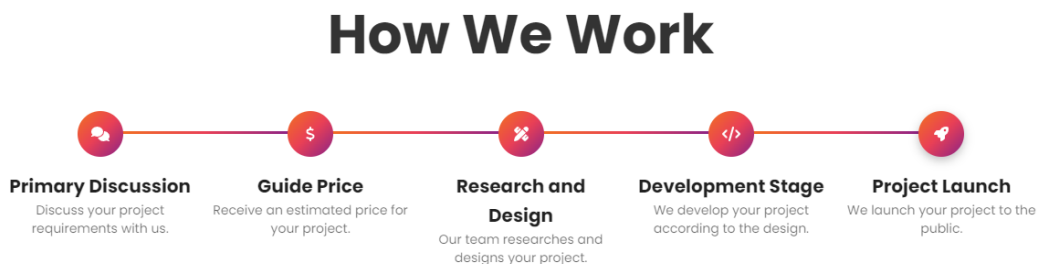 How We Work
Primary Discussion
Discuss your project
requirements with us.
Guide Price
Receive an estimated price for
your project.
Research and
Design
Our team researches and
designs your project.
Development Stage
We develop your project
according to the design.
Project Launch
We launch your project to the
public.